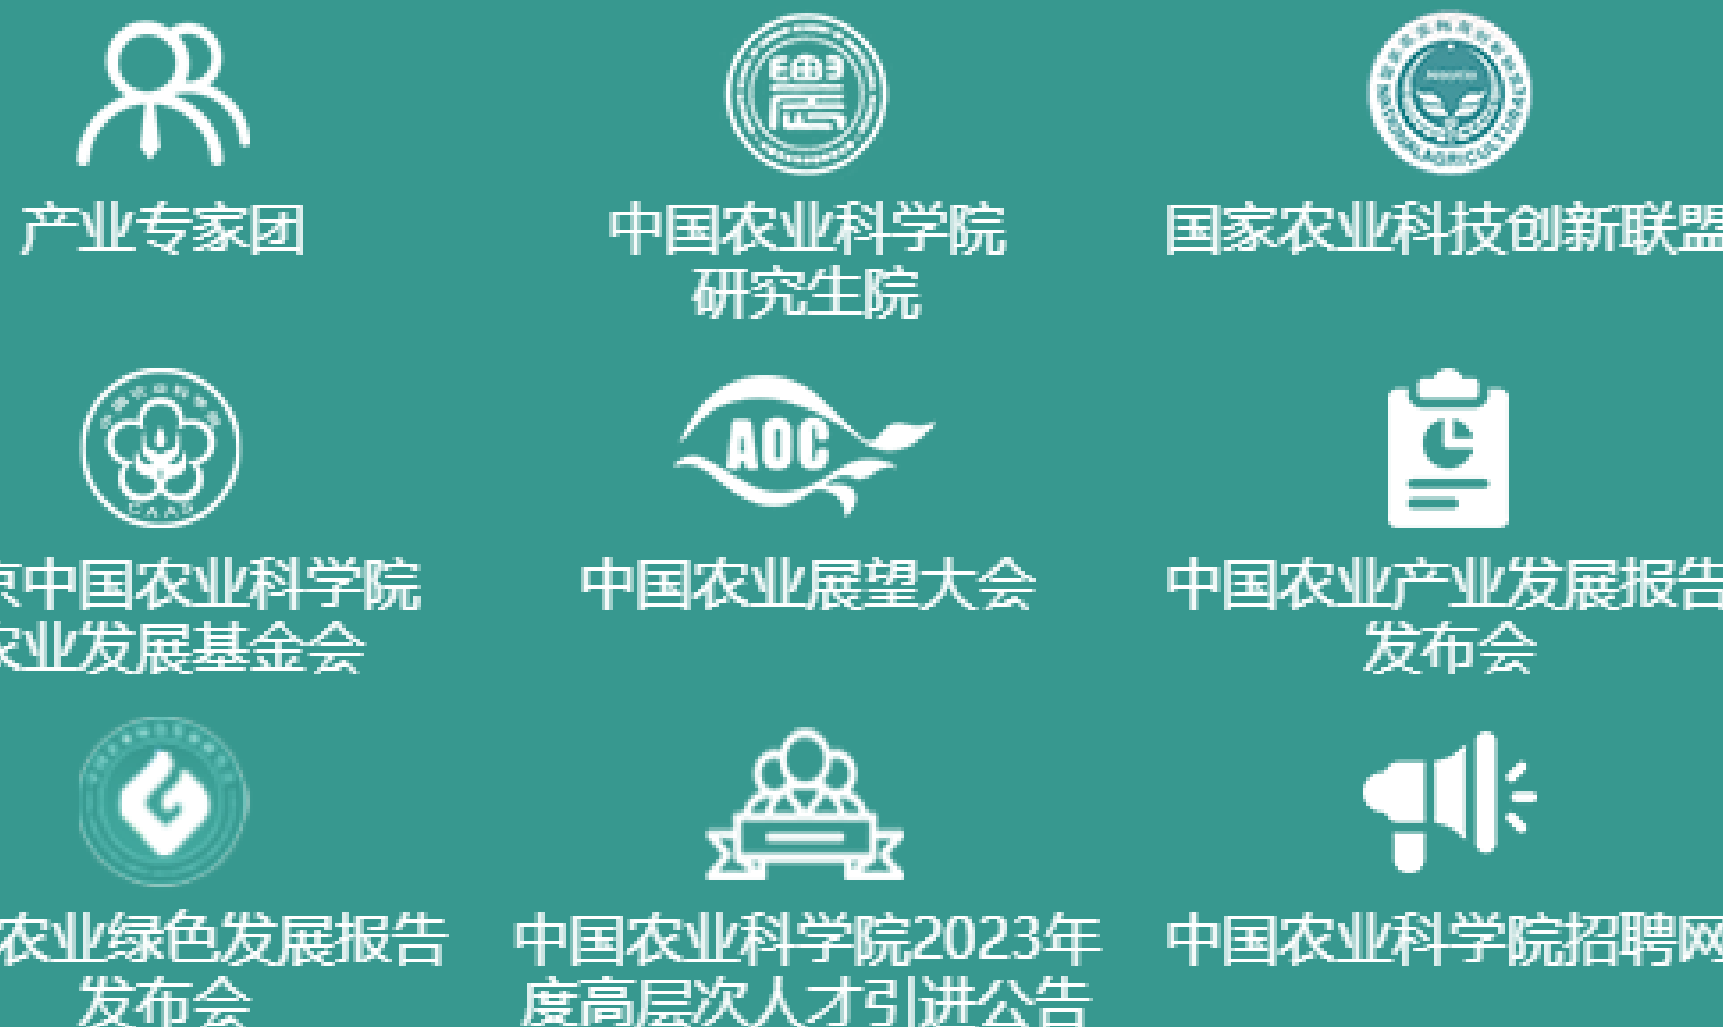 产业专家团
中国农业科学院
研究生院
国家农业科技创新联盟
中国农业科学院
农业发展基金会
AOC
中国农业展望大会
中国农业产业发展报告
发布会
农业绿色发展报告
发布会
中国农业科学院2023年
度高层次人才引进公告
中国农业科学院招聘网
CAAS